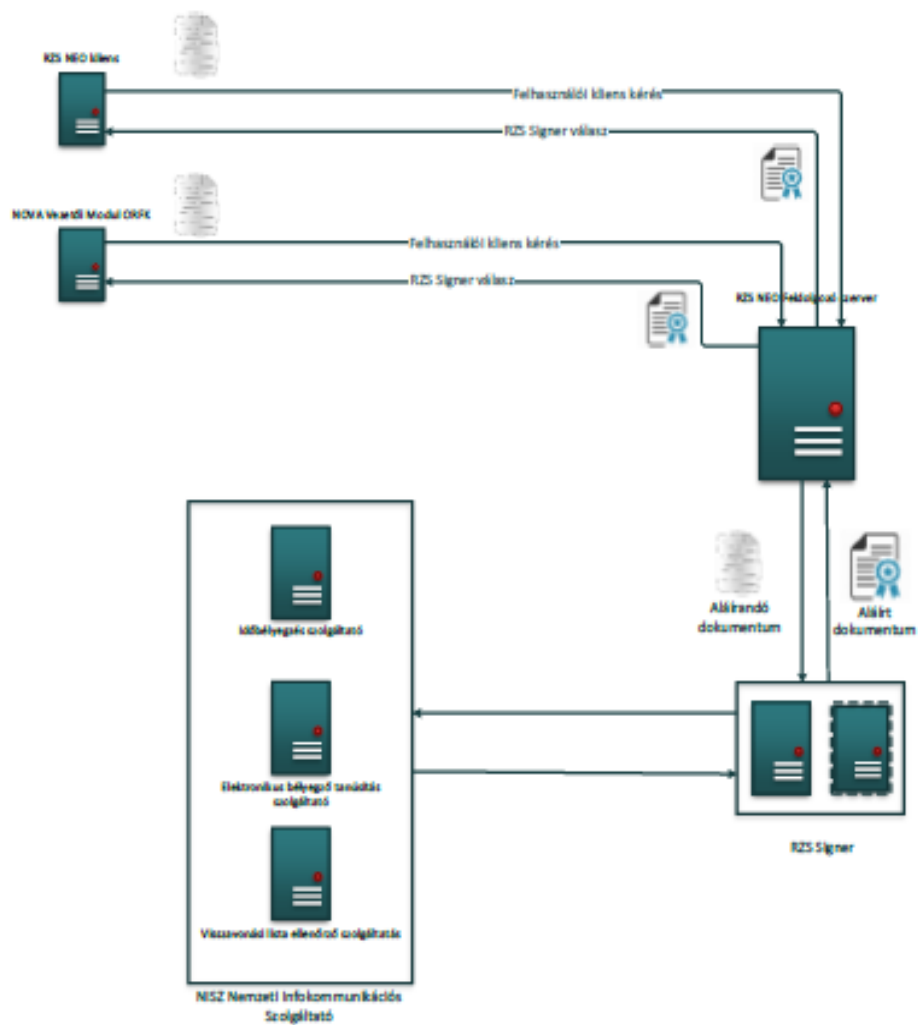 RZS NEO kliens
Felhasználói kliens kérés
RZS Signer válasz
NOVA Vezetői Modul ORFK
Felhasználói kliens kérés
RZS Signer válasz
RZS NEO Feldolgozó szerver
Időbélyegzés szolgáltató
Aláírandó
dokumentum
Aláírt
dokumentum
Elektronikus bélyegző tanúsítás
szolgáltató
RZS Signer
Visszavonási lista ellenőrző szolgáltatás
NISZ Nemzeti Infokommunikációs
Szolgáltató